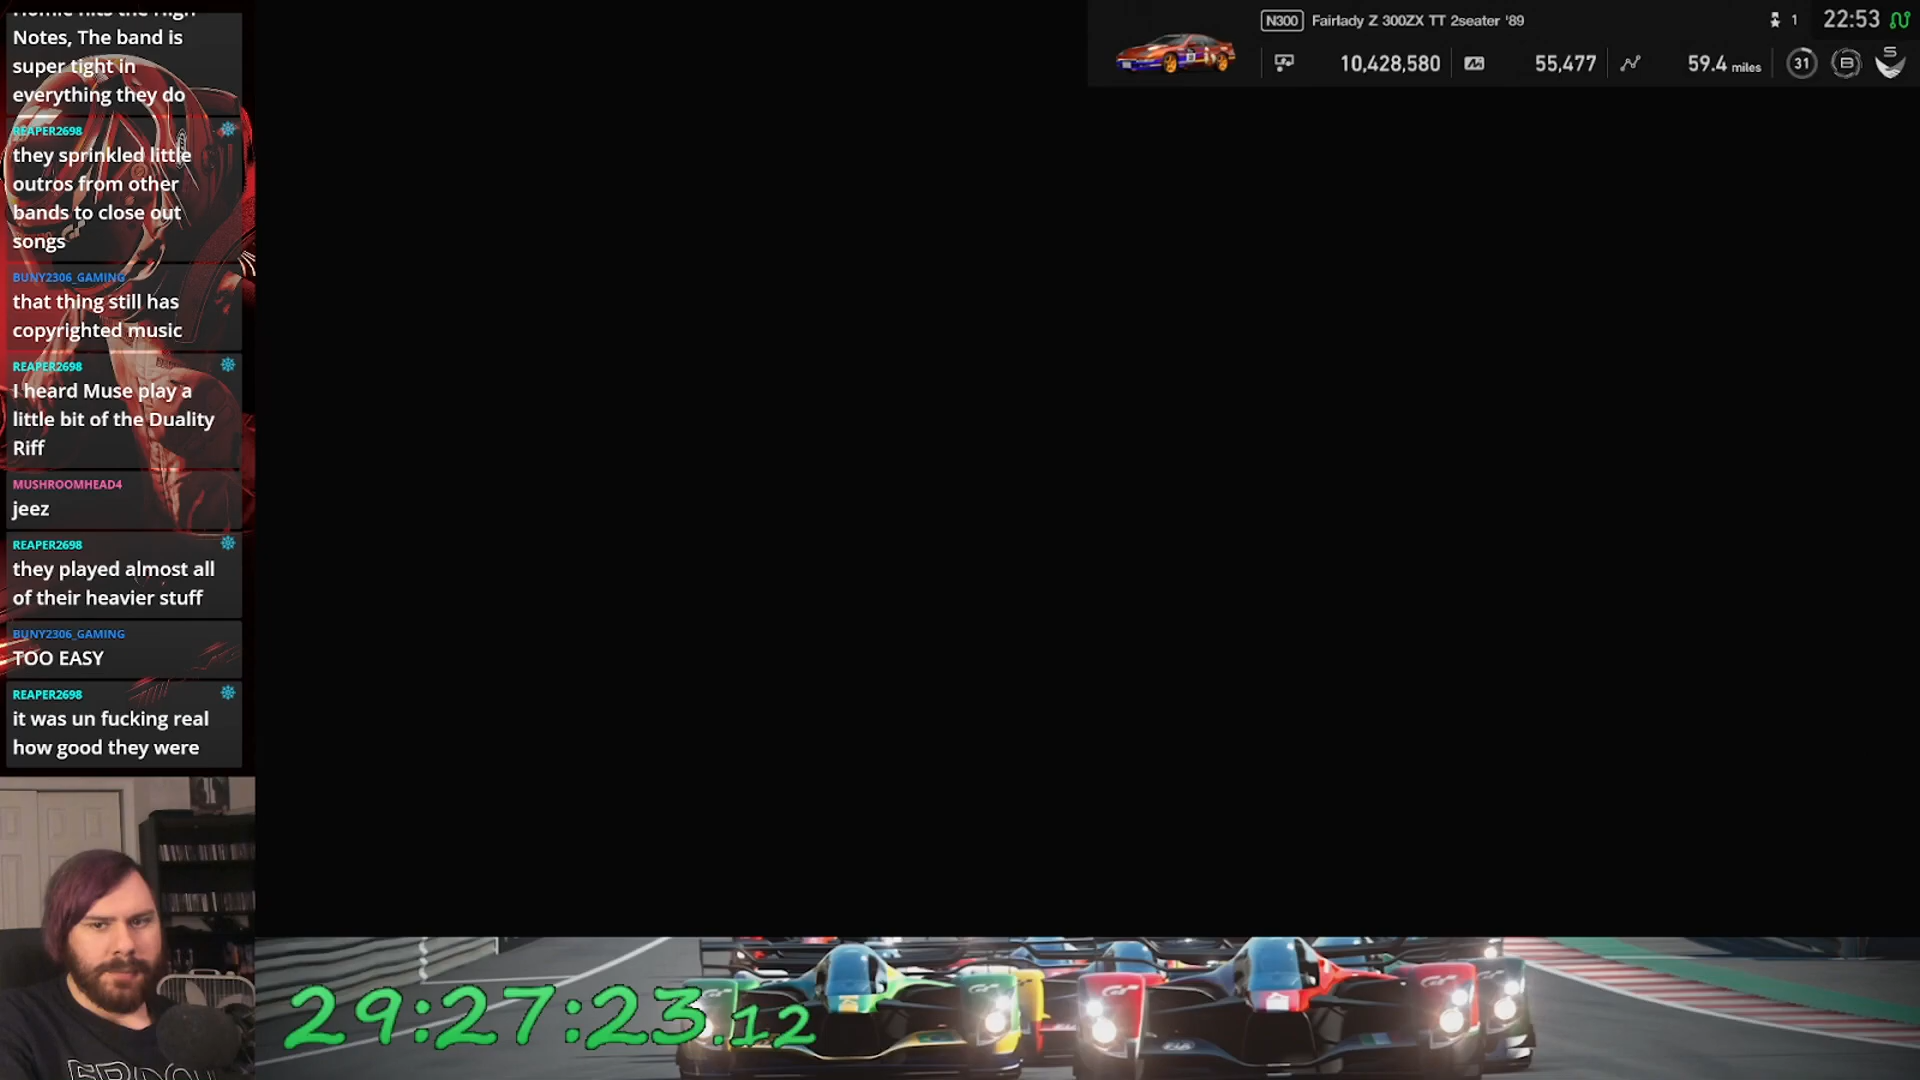 Notes, The band is
super tight in
everything they do
REAPER2698
they sprinkled little
outros from other
bands to close out
songs
BUNY2306_GAMING
that thing still has
copyrighted music
REAPER2698
I heard Muse play a
little bit of the Duality
Riff
MUSHROOMHEAD4
jeez
REAPER2698
they played almost all
of their heavier stuff
BUNY2306_GAMING
TOO EASY
REAPER2698
it was un fucking real
how good they were
N300 Fairlady Z 300ZX TT 2seater '89
1 22:53
10,428,580 55,477 59.4 miles 31 B S
29:27:23.12